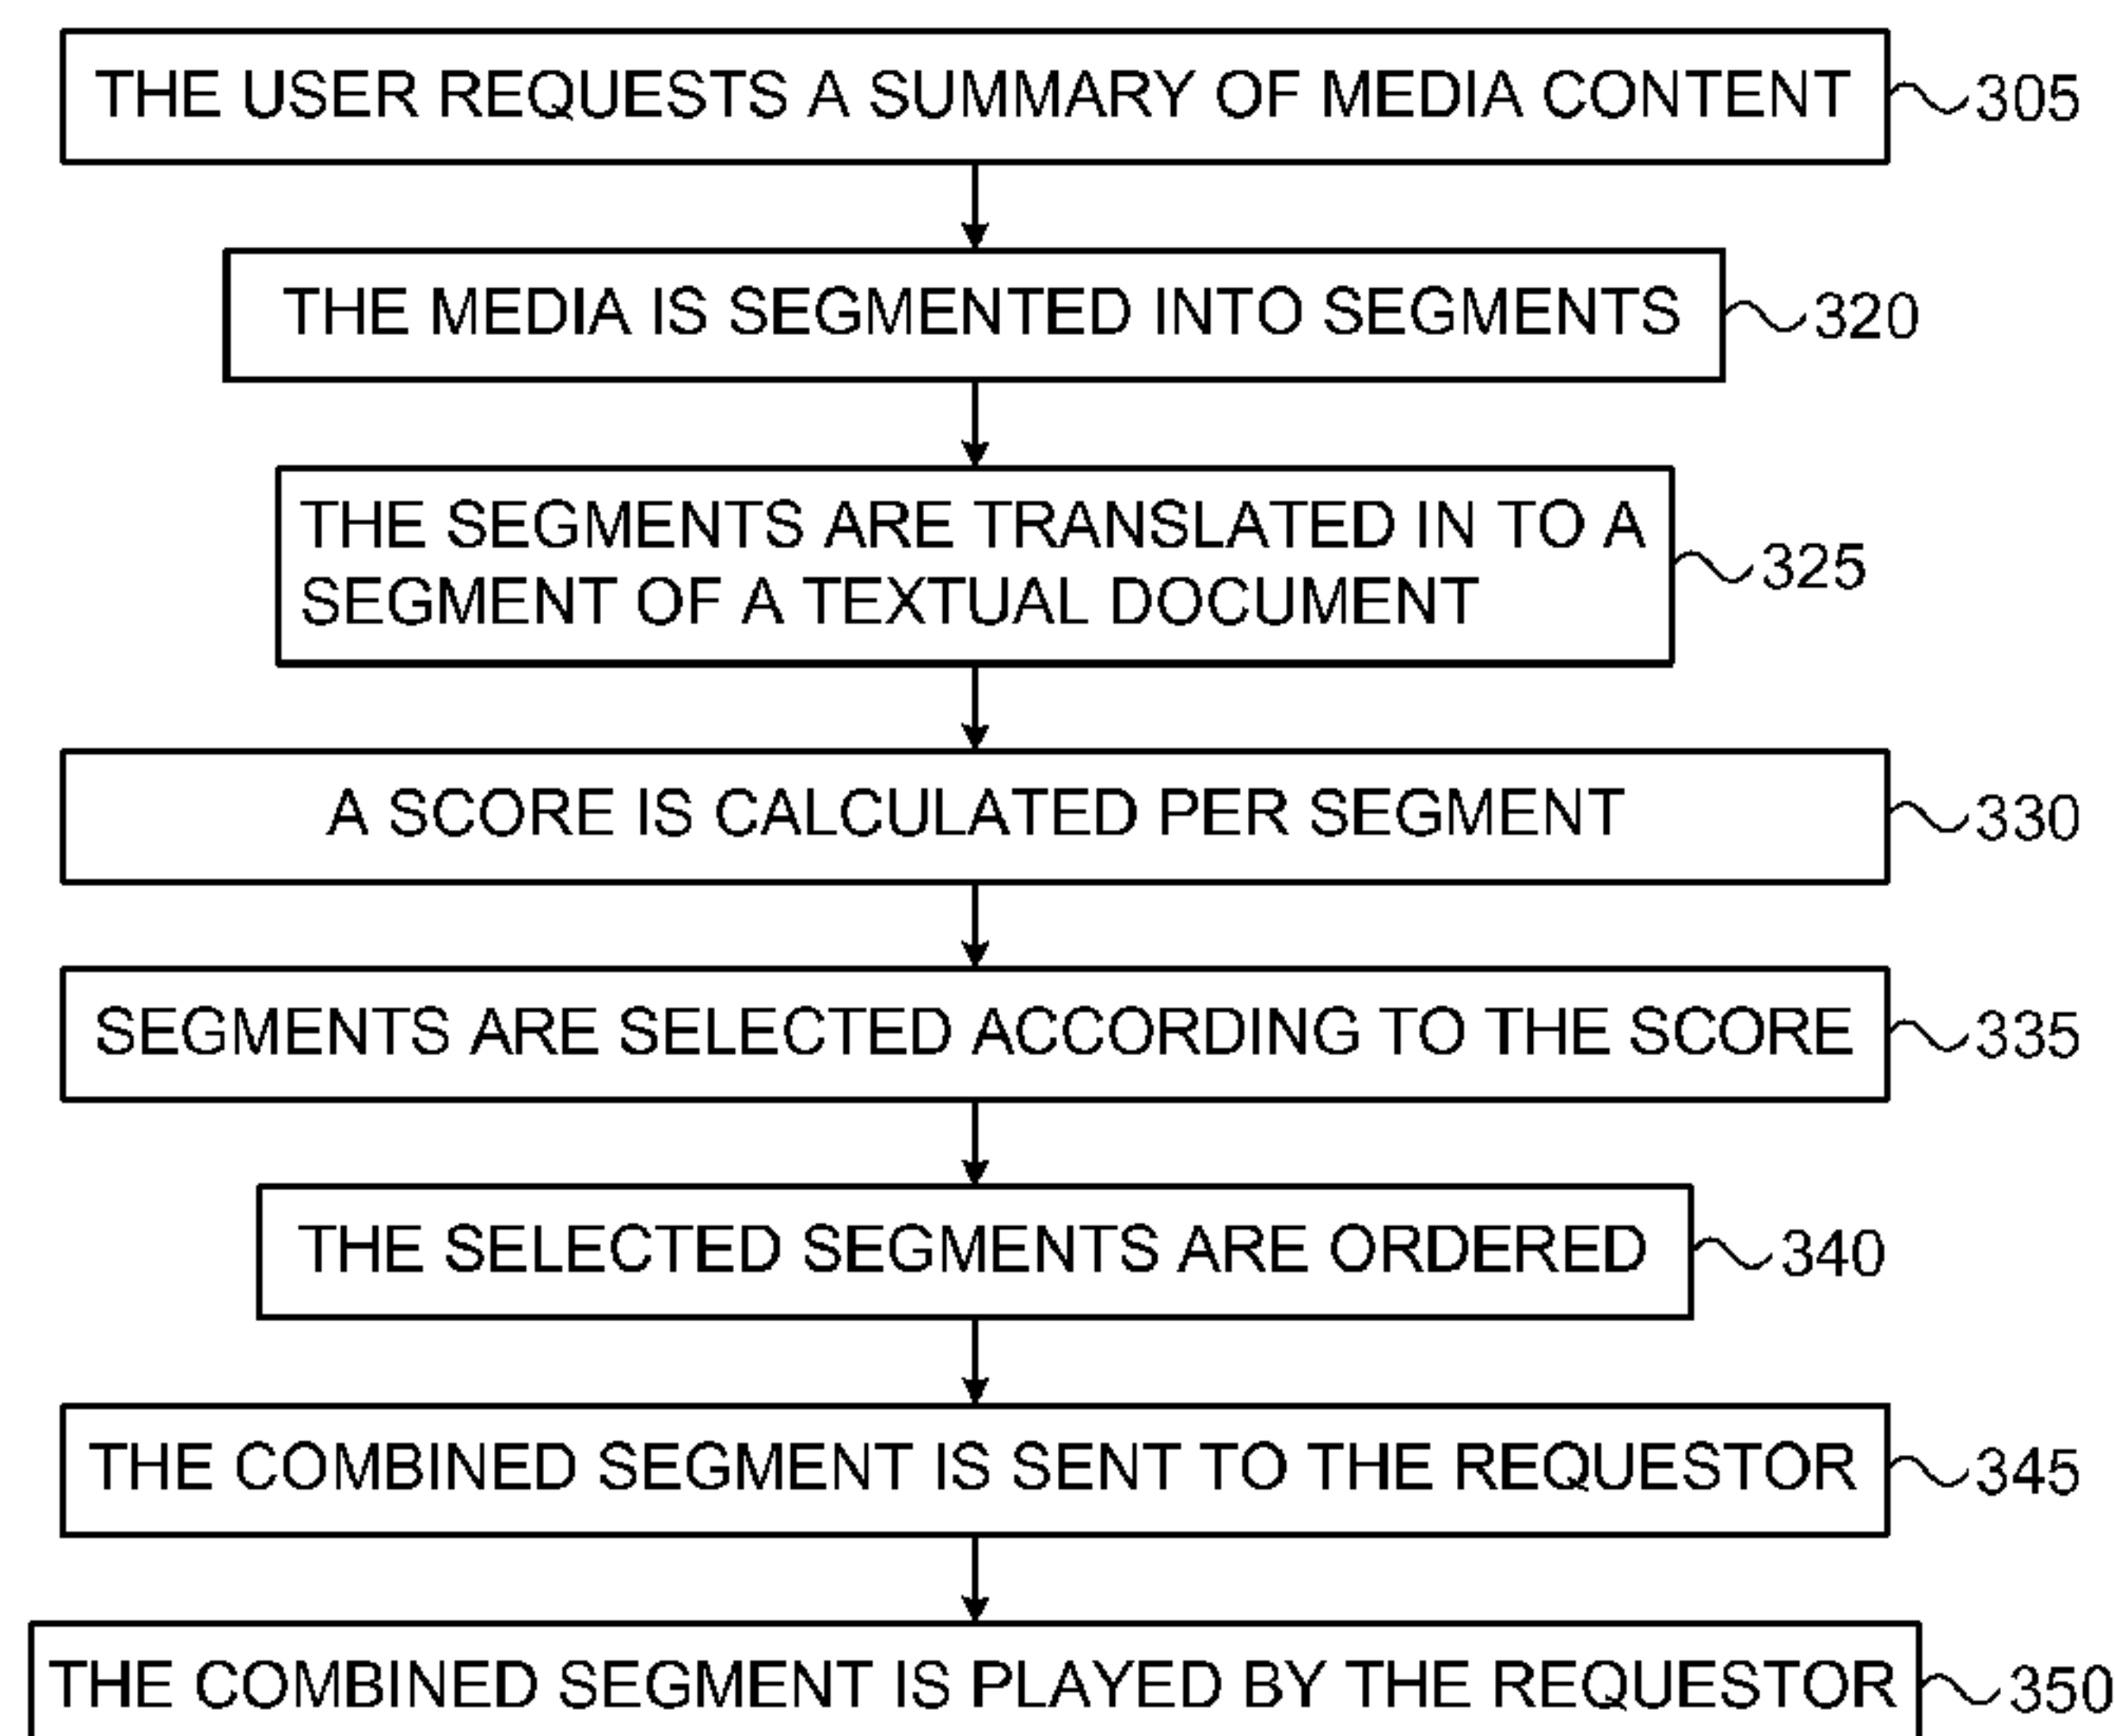 THE USER REQUESTS A SUMMARY OF MEDIA CONTENT 305
THE MEDIA IS SEGMENTED INTO SEGMENTS 320
THE SEGMENTS ARE TRANSLATED IN TO A
SEGMENT OF A TEXTUAL DOCUMENT 325
A SCORE IS CALCULATED PER SEGMENT 330
SEGMENTS ARE SELECTED ACCORDING TO THE SCORE 335
THE SELECTED SEGMENTS ARE ORDERED 340
THE COMBINED SEGMENT IS SENT TO THE REQUESTOR 345
THE COMBINED SEGMENT IS PLAYED BY THE REQUESTOR 350